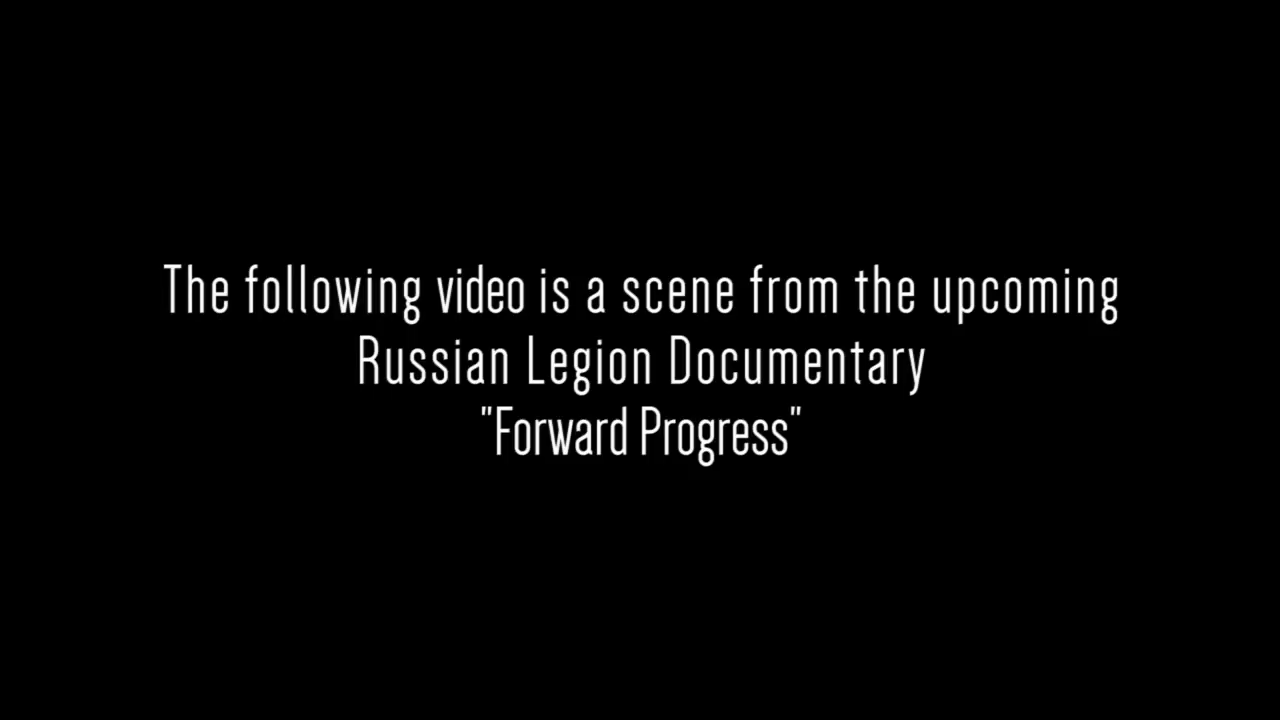 The following video is a scene from the upcoming
Russian Legion Documentary
"Forward Progress"